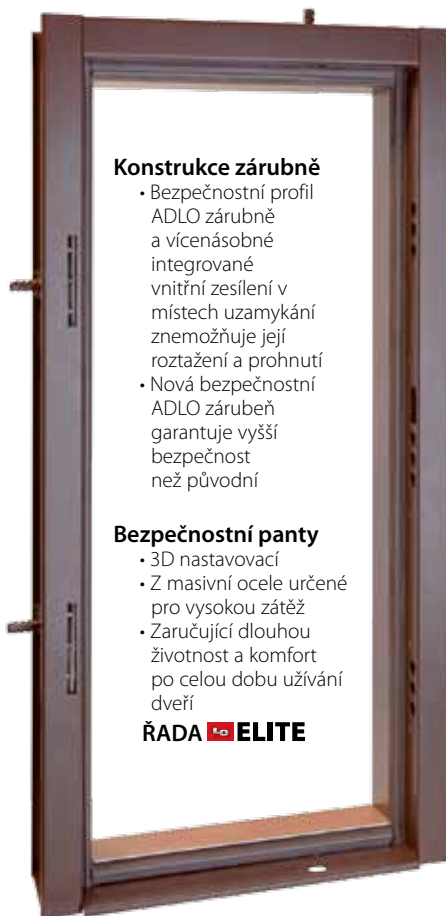 Konstrukce zárubně
• Bezpečnostní profil
ADLO zárubně
a vícenásobné
integrované
vnitřní zesílení v
místech uzamykání
znemožňuje její
roztažení a prohnutí
• Nová bezpečnostní
ADLO zárubeň
garantuje vyšší
bezpečnost
než původní
Bezpečnostní panty
• 3D nastavovací
• Z masivní ocele určené
pro vysokou zátěž
• Zaručující dlouhou
životnost a komfort
po celou dobu užívání
dveří
ŘADA ELITE